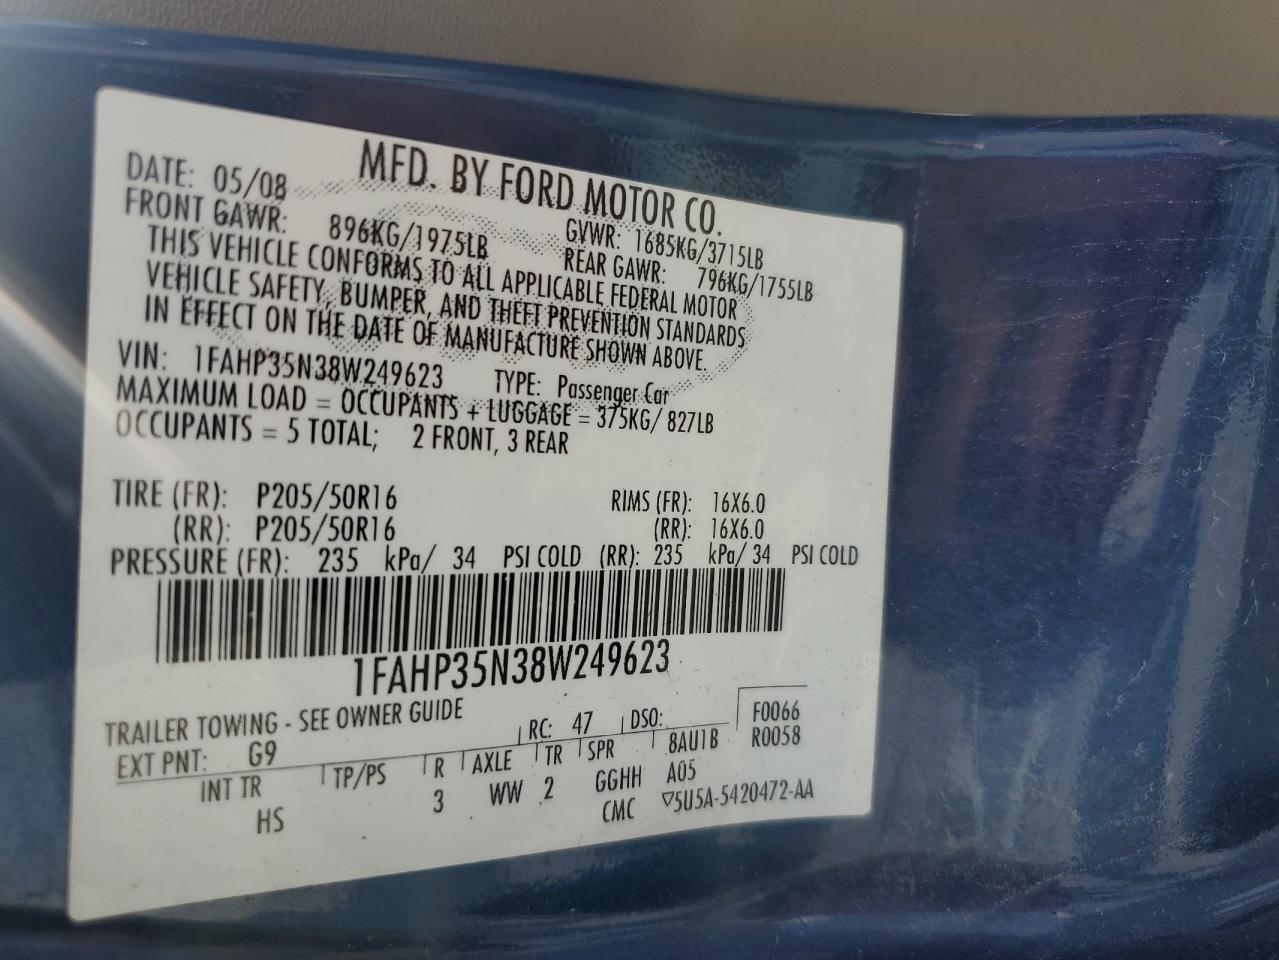 MFD. BY FORD MOTOR CO.
DATE: 05/08 GVWR: 1685KG/3715LB
FRONT GAWR: 896KG/1975LB REAR GAWR: 796KG/1755LB
THIS VEHICLE CONFORMS TO ALL APPLICABLE FEDERAL MOTOR
VEHICLE SAFETY, BUMPER, AND THEFT PREVENTION STANDARDS
IN EFFECT ON THE DATE OF MANUFACTURE SHOWN ABOVE.
VIN: 1FAHP35N38W249623 TYPE: Passenger Car
MAXIMUM LOAD = OCCUPANTS + LUGGAGE = 375KG/ 827LB
OCCUPANTS = 5 TOTAL; 2 FRONT, 3 REAR
TIRE (FR): P205/50R16 RIMS (FR): 16X6.0
(RR): P205/50R16 (RR): 16X6.0
PRESSURE (FR): 235 kPa/ 34 PSI COLD (RR): 235 kPa/ 34 PSI COLD
1FAHP35N38W249623
TRAILER TOWING - SEE OWNER GUIDE F0066
EXT PNT: G9 RC: 47 DSO: R0058
INT TR TP/PS R AXLE TR SPR 8AU1B
HS 3 WW 2 GGHH A05
CMC ▽5U5A-5420472-AA